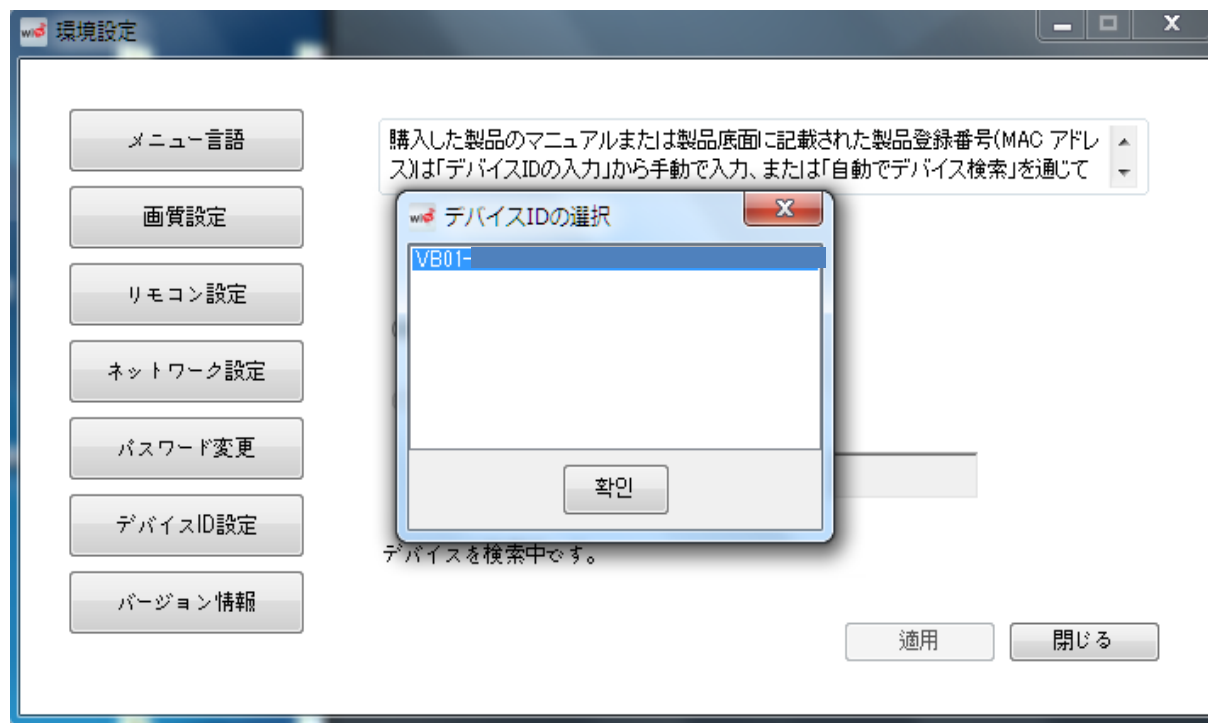 wiz 環境設定
メニュー言語
画質設定
リモコン設定
ネットワーク設定
パスワード変更
デバイスID設定
バージョン情報
購入した製品のマニュアルまたは製品底面に記載された製品登録番号(MAC アドレ
ス)は「デバイスIDの入力」から手動で入力、または「自動でデバイス検索」を通じて
デバイスIDの選択
VB01-
확인
デバイスを検索中です。
適用
閉じる